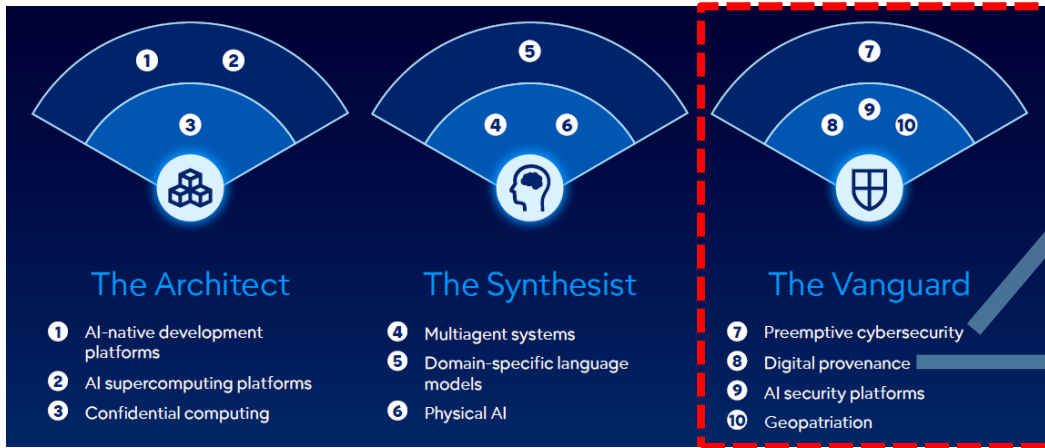 1 2
3
5
4 6
7
9
8 10
The Architect
1 AI-native development
platforms
2 AI supercomputing platforms
3 Confidential computing
The Synthesist
4 Multiagent systems
5 Domain-specific language
models
6 Physical AI
The Vanguard
7 Preemptive cybersecurity
8 Digital provenance
9 AI security platforms
10 Geopatriation